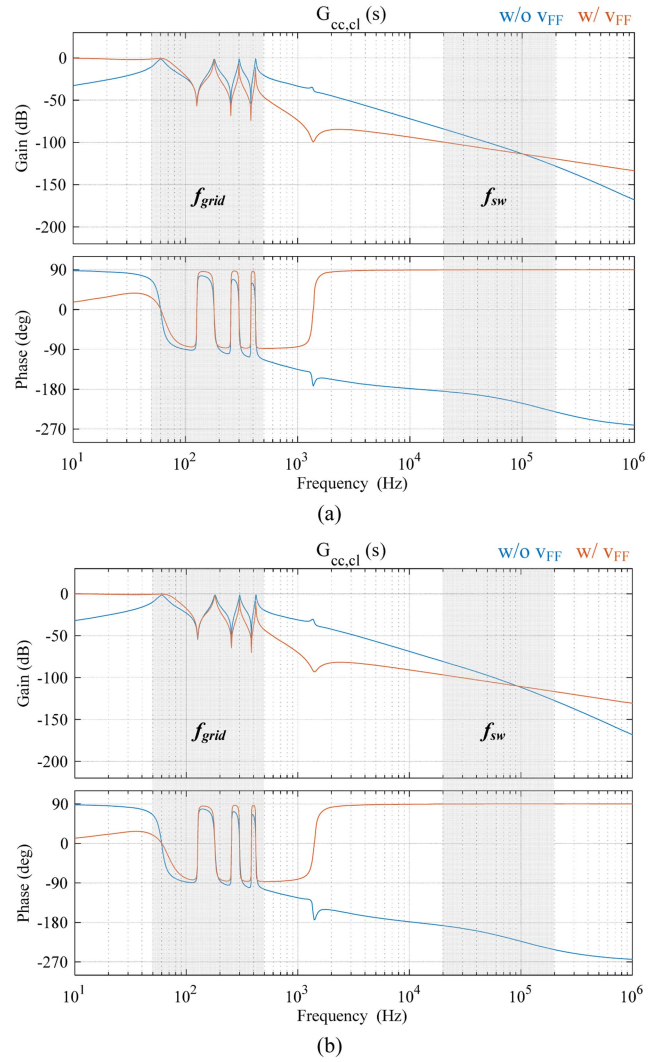 G_cc,cl(s) w/o v_FF w/ v_FF
0
-50
-100
-150
-200
Gain (dB)
f_grid
f_sw
90
0
-90
-180
-270
Phase (deg)
10^1 10^2 10^3 10^4 10^5 10^6
Frequency (Hz)
(a)
G_cc,cl(s) w/o v_FF w/ v_FF
0
-50
-100
-150
-200
Gain (dB)
f_grid
f_sw
90
0
-90
-180
-270
Phase (deg)
10^1 10^2 10^3 10^4 10^5 10^6
Frequency (Hz)
(b)